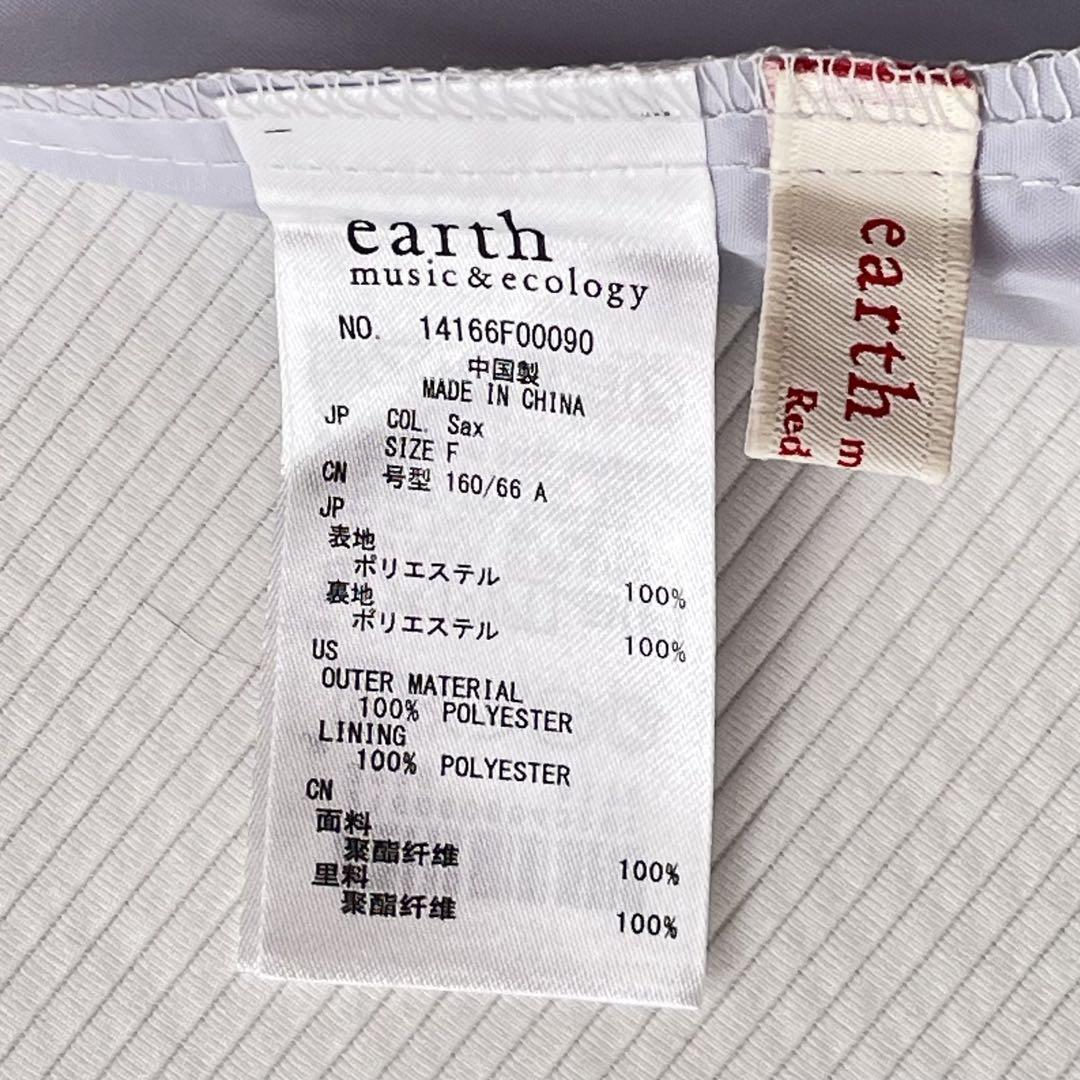 earth
music & ecology
NO. 14166F00090
中国製
MADE IN CHINA
JP COL. Sax
SIZE F
CN 号型 160/66 A
JP
表地
ポリエステル 100%
裏地
ポリエステル 100%
US
OUTER MATERIAL
100% POLYESTER
LINING
100% POLYESTER
CN
面料
聚酯纤维 100%
里料
聚酯纤维 100%
earth m
Red